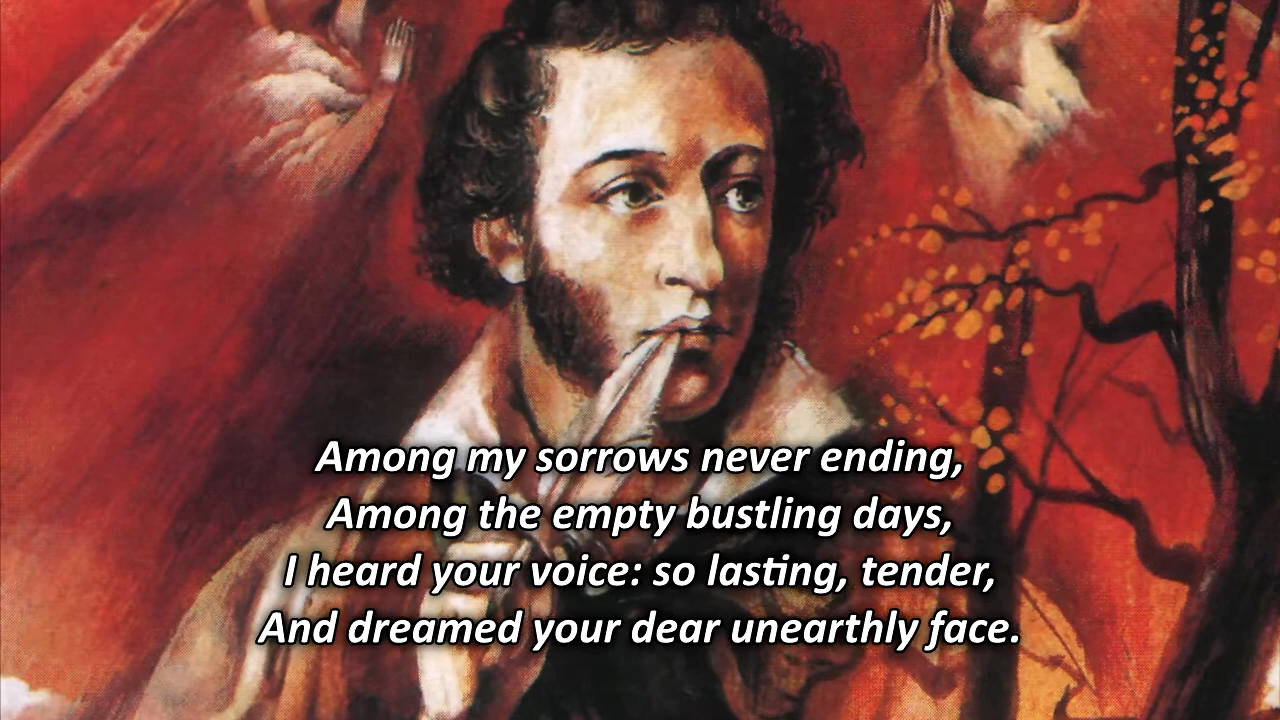 Among my sorrows never ending,
Among the empty bustling days,
I heard your voice: so lasting, tender,
And dreamed your dear unearthly face.